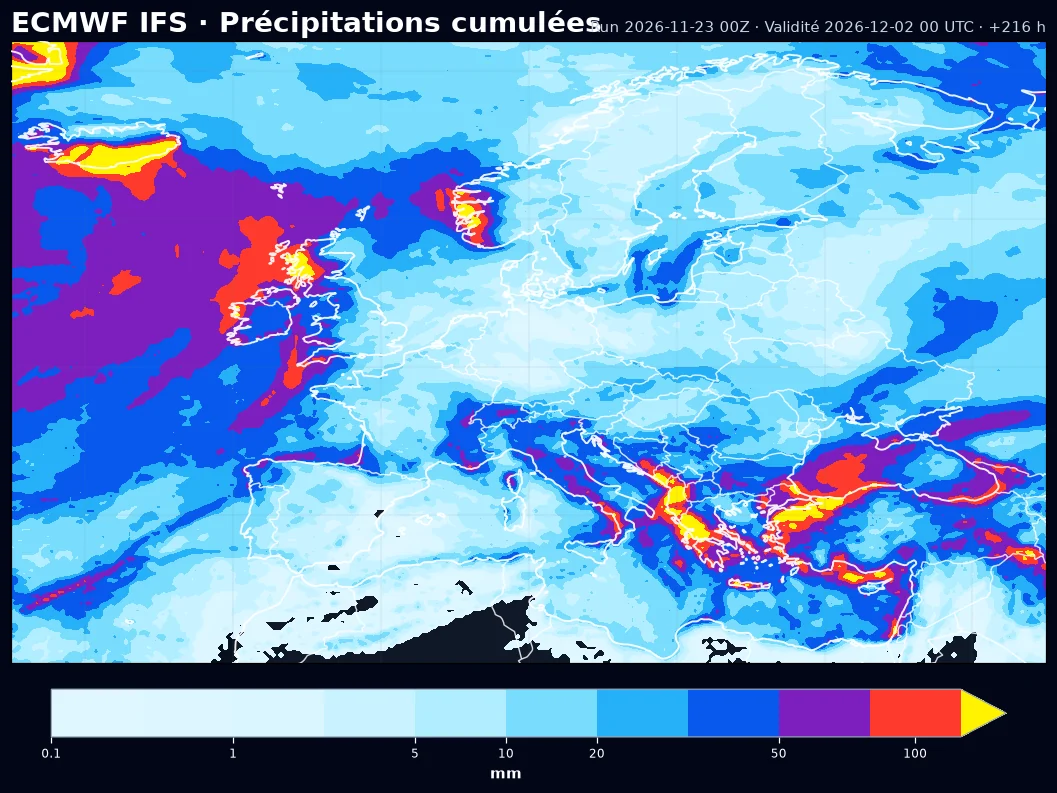 ECMWF IFS · Précipitations cumulées
Run 2026-11-23 00Z · Validité 2026-12-02 00 UTC · +216 h
0.1 1 5 10 20 50 100
mm